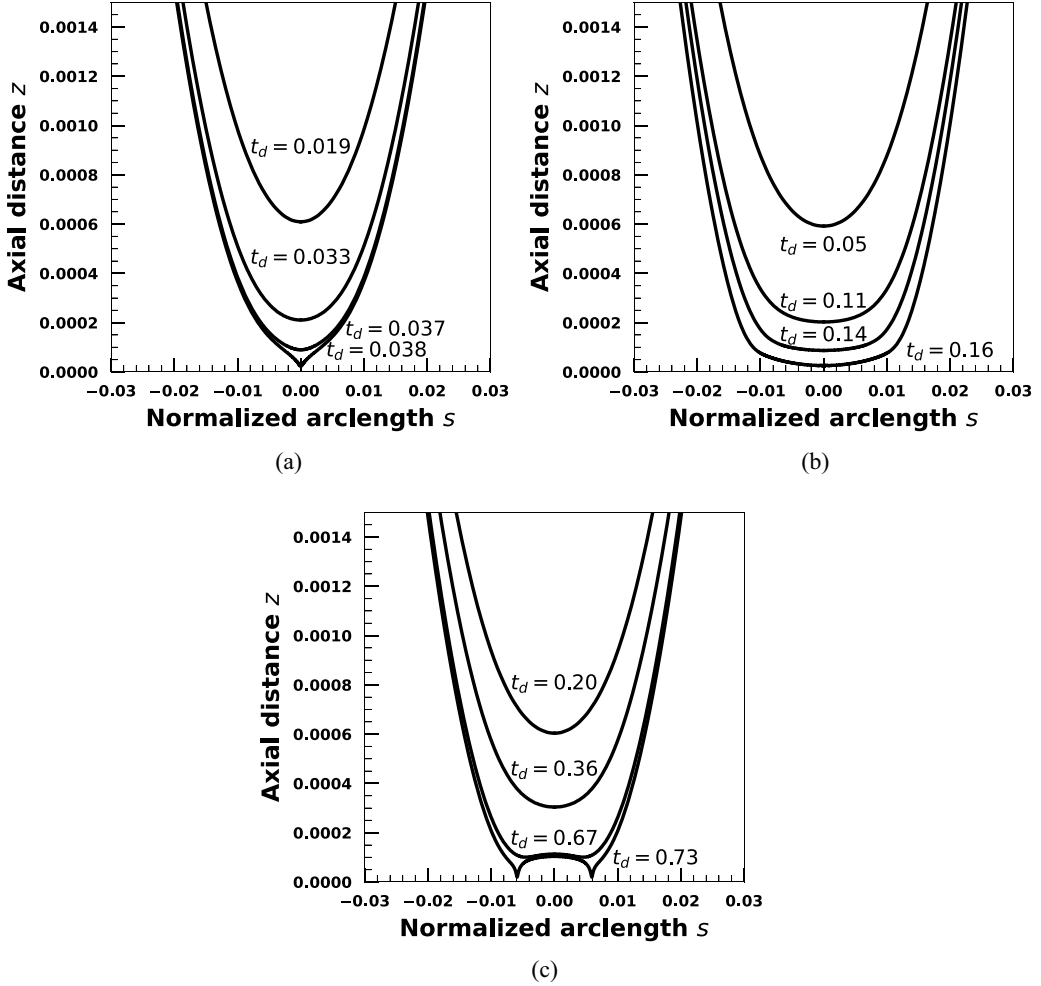 0.0014
0.0012
0.0010
0.0008
0.0006
0.0004
0.0002
0.0000
Axial distance z
t_d = 0.019
t_d = 0.033
t_d = 0.037
t_d = 0.038
−0.03 −0.02 −0.01 0.00 0.01 0.02 0.03
Normalized arclength s
(a)
0.0014
0.0012
0.0010
0.0008
0.0006
0.0004
0.0002
0.0000
Axial distance z
t_d = 0.05
t_d = 0.11
t_d = 0.14
t_d = 0.16
−0.03 −0.02 −0.01 0.00 0.01 0.02 0.03
Normalized arclength s
(b)
0.0014
0.0012
0.0010
0.0008
0.0006
0.0004
0.0002
0.0000
Axial distance z
t_d = 0.20
t_d = 0.36
t_d = 0.67
t_d = 0.73
−0.03 −0.02 −0.01 0.00 0.01 0.02 0.03
Normalized arclength s
(c)